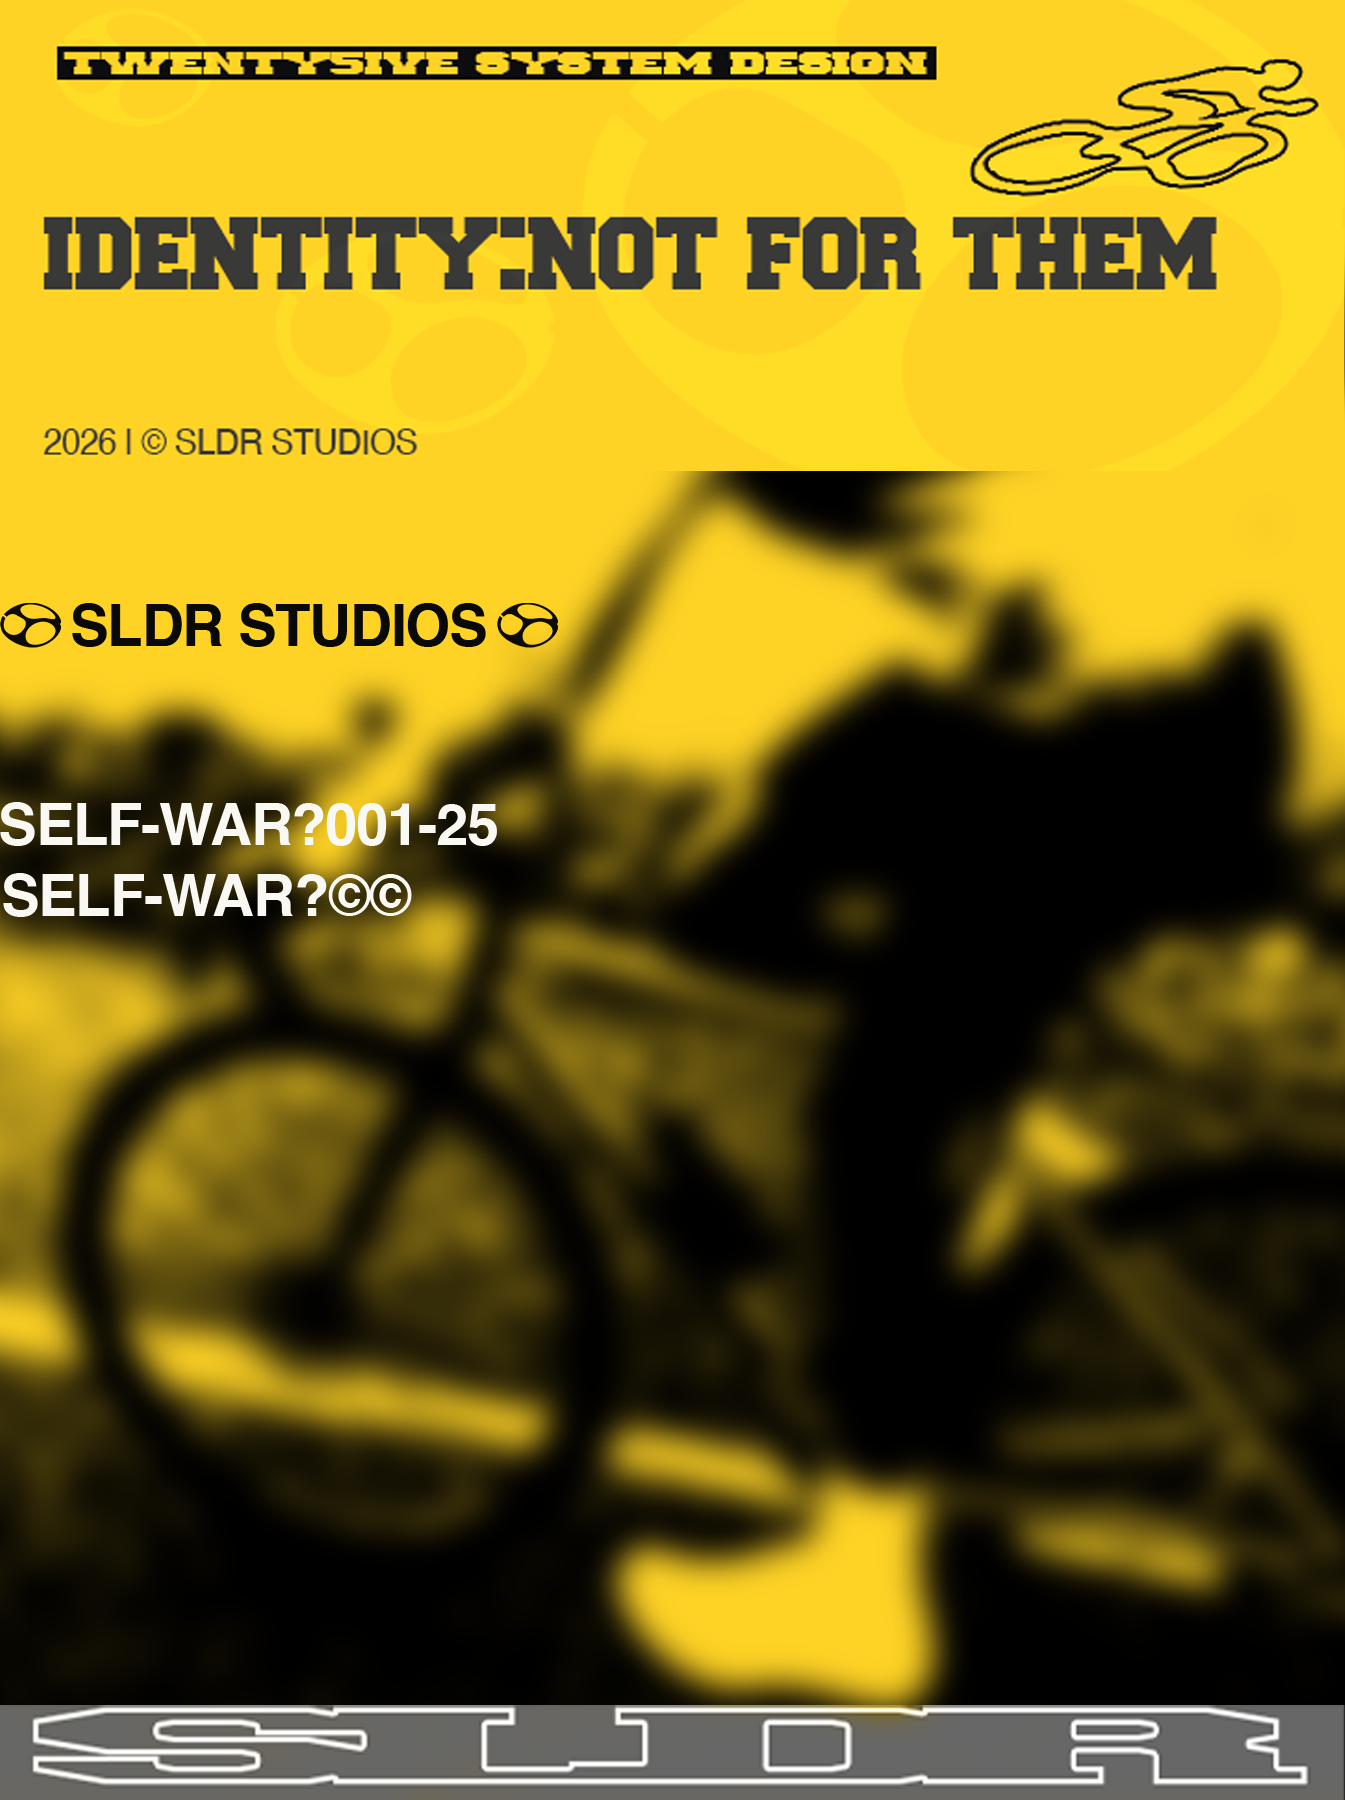 TWENTYSIVE SYSTEM DESIGN
IDENTITY:NOT FOR THEM
2026 | © SLDR STUDIOS
SLDR STUDIOS
SELF-WAR?001-25
SELF-WAR?©©
SLDR